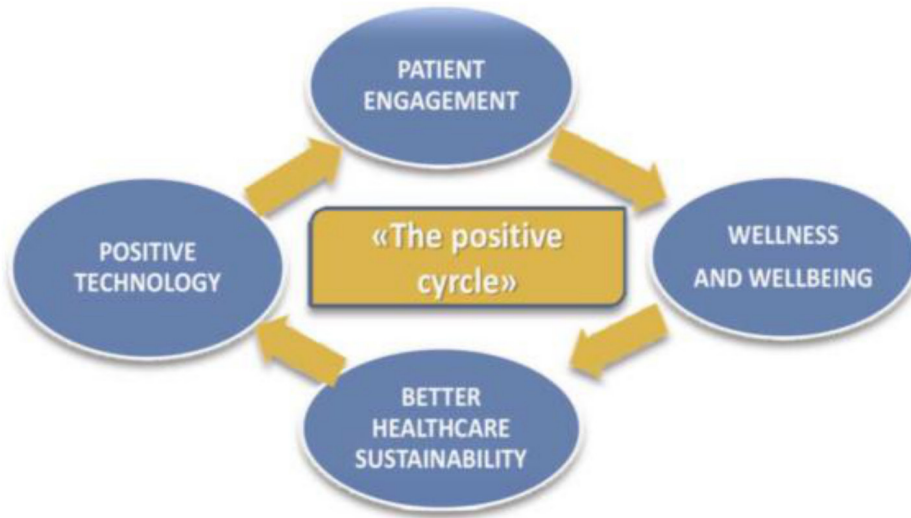 PATIENT
ENGAGEMENT
POSITIVE
TECHNOLOGY
«The positive
cyrcle»
WELLNESS
AND WELLBEING
BETTER
HEALTHCARE
SUSTAINABILITY